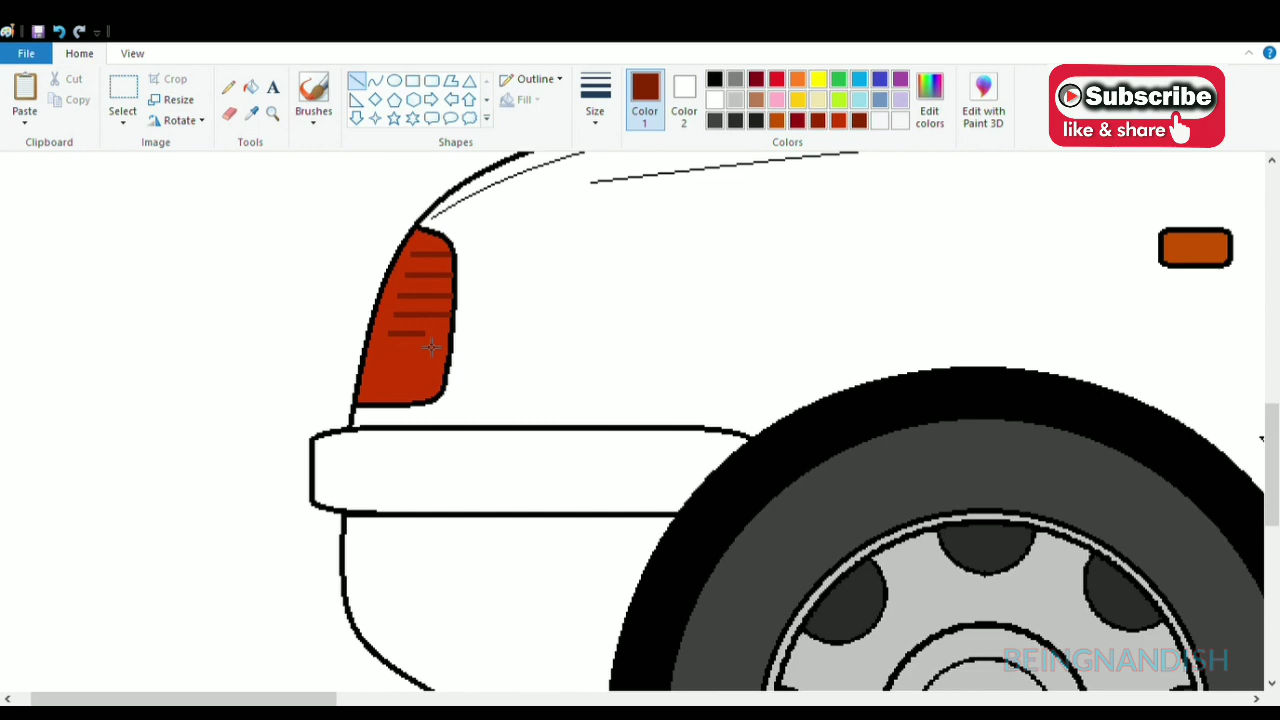 File
Home
View
Paste
Cut
Copy
Clipboard
Select
Crop
Resize
Rotate
Image
Tools
Brushes
Shapes
Outline
Fill
Size
Color
1
Color
2
Edit
colors
Colors
Edit with
Paint 3D
Subscribe
like & share
BEINGNANDISH